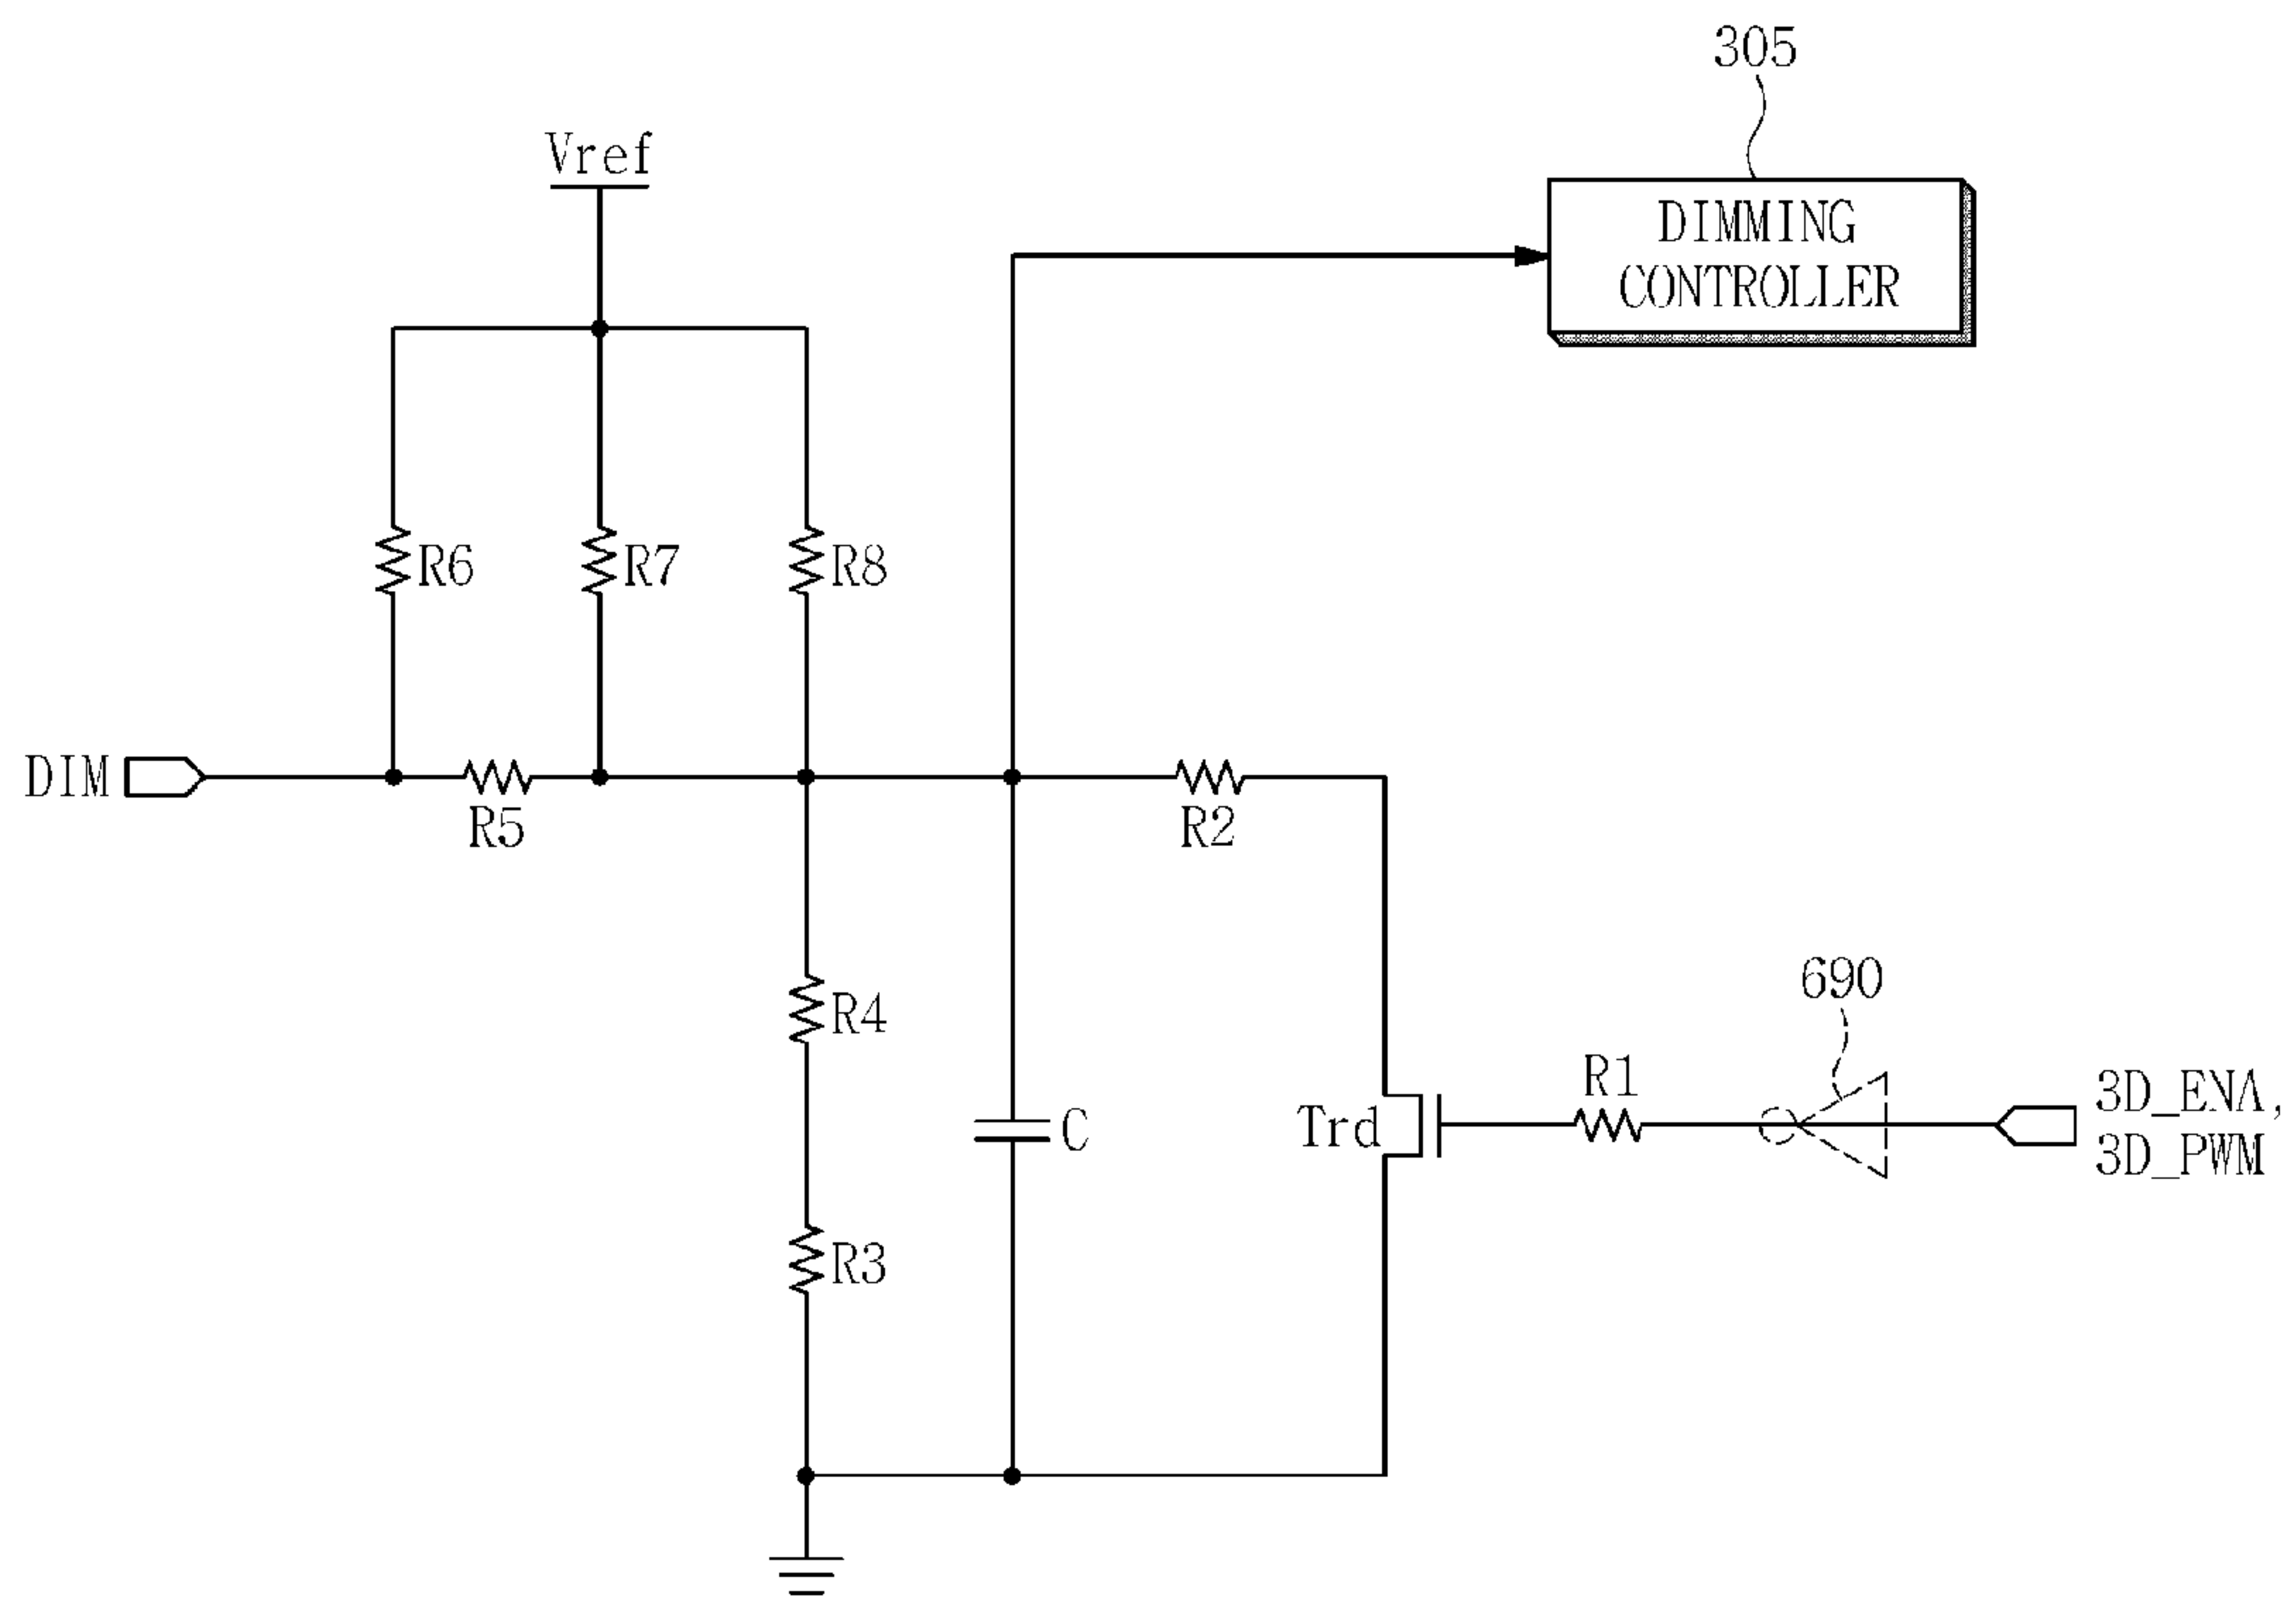 305
Vref
DIMMING
CONTROLLER
R6
R7
R8
DIM
R5
R2
R4
690
R1
3D_ENA,
Trd
C
3D_PWM
R3